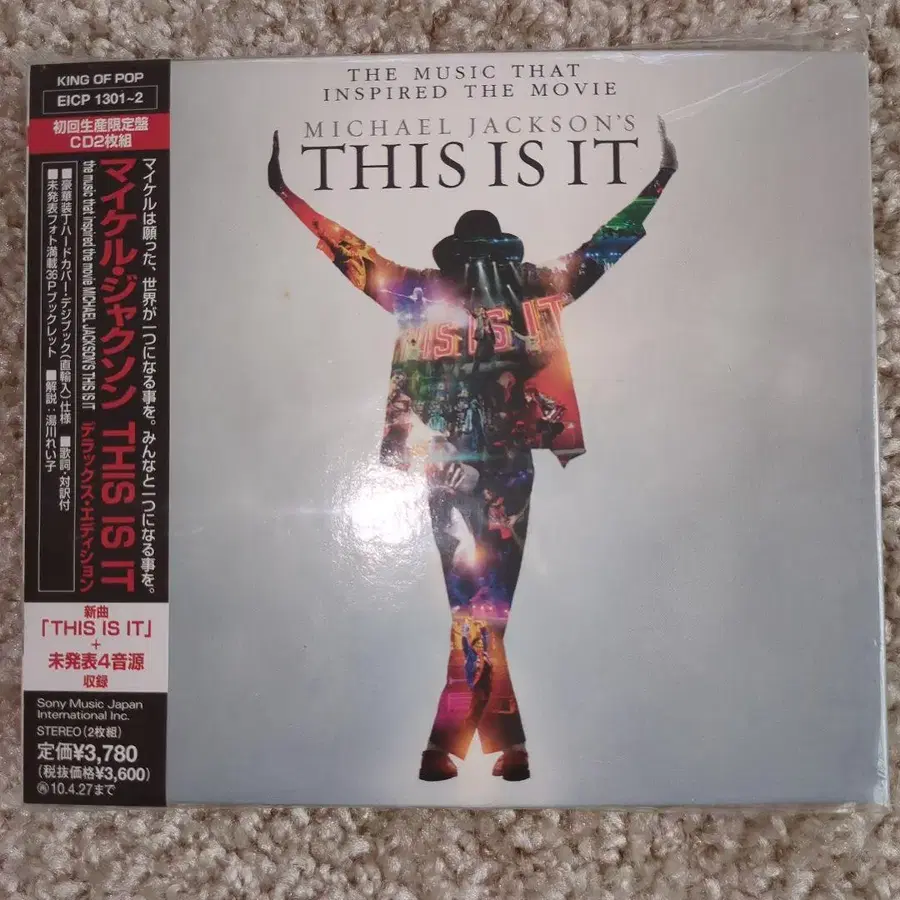 KING OF POP
EICP 1301~2
初回生産限定盤
CD2枚組
マイケルは願った、世界が一つになる事を。みんなと一つになる事を。
マイケル・ジャクソン THIS IS IT
the music that inspired the movie MICHAEL JACKSON'S THIS IS IT デラックス・エディション
■豪華装丁ハードカバー・デジブック(直輸入)仕様 ■歌詞・対訳付
■未発表フォト満載36Pブックレット ■解説:湯川れい子
新曲
「THIS IS IT」
+
未発表4音源
収録
Sony Music Japan
International Inc.
STEREO(2枚組)
定価¥3,780
(税抜価格¥3,600)
Ⓡ10.4.27まで
THE MUSIC THAT
INSPIRED THE MOVIE
MICHAEL JACKSON'S
THIS IS IT
THIS IS IT